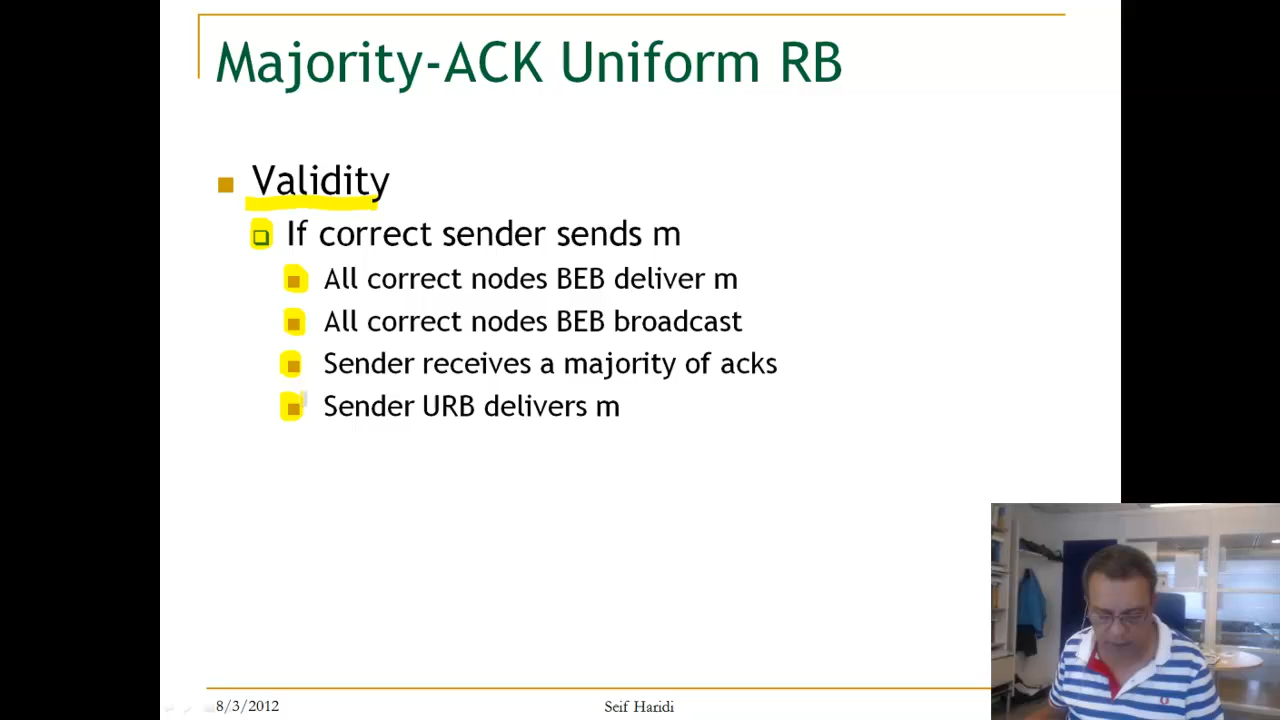 Majority-ACK Uniform RB
Validity
If correct sender sends m
All correct nodes BEB deliver m
All correct nodes BEB broadcast
Sender receives a majority of acks
Sender URB delivers m
8/3/2012
Seif Haridi